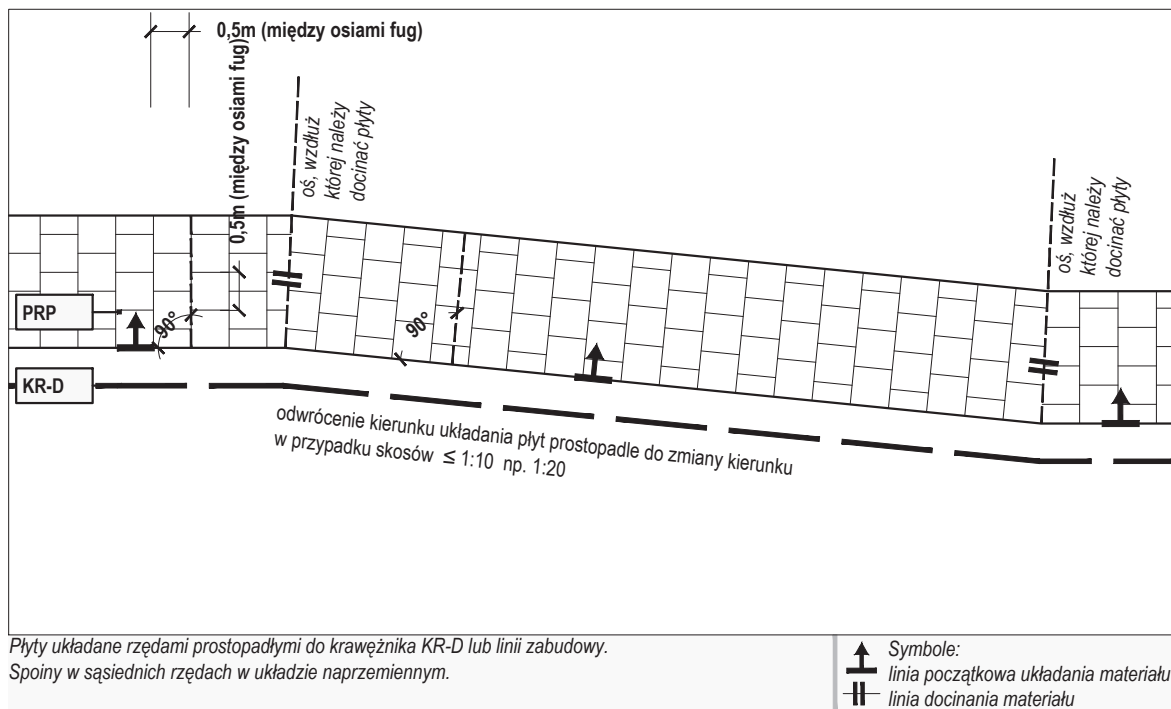 0,5m (między osiami fug)
0,5m (między osiami fug)
oś, wzdłuż
której należy
docinać płyty
oś, wzdłuż
której należy
docinać płyty
PRP
90°
90°
KR-D
odwrócenie kierunku układania płyt prostopadle do zmiany kierunku
w przypadku skosów ≤ 1:10 np. 1:20
Płyty układane rzędami prostopadłymi do krawężnika KR-D lub linii zabudowy.
Spoiny w sąsiednich rzędach w układzie naprzemiennym.
Symbole:
linia początkowa układania materiału
linia docinania materiału